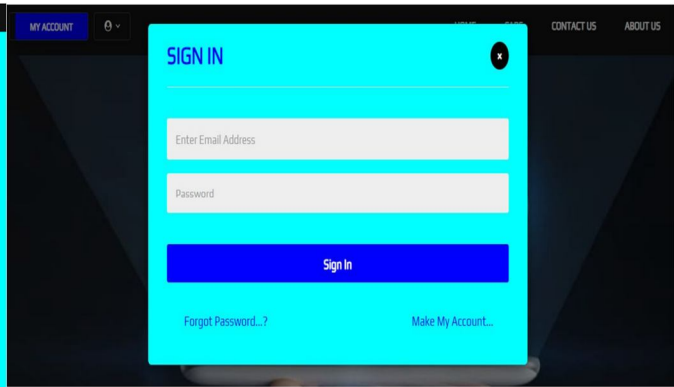 MY ACCOUNT
CONTACT US
ABOUT US
SIGN IN
x
Enter Email Address
Password
Sign In
Forgot Password...?
Make My Account...